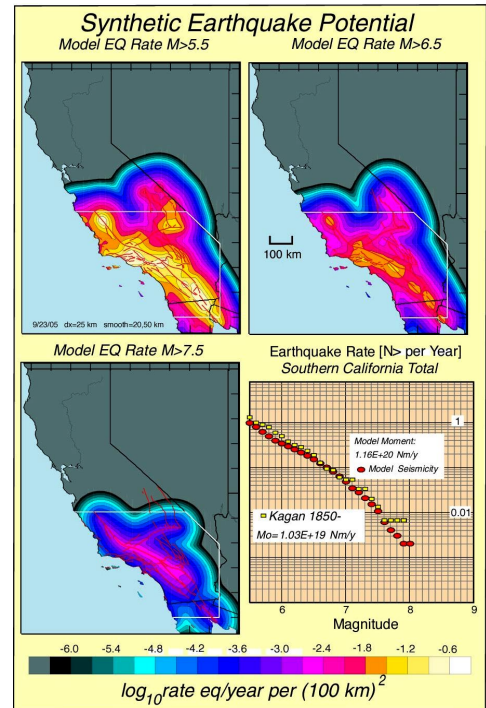 Synthetic Earthquake Potential
Model EQ Rate M>5.5
Model EQ Rate M>6.5
100 km
9/23/05 dx=25 km smooth=20,50 km
Model EQ Rate M>7.5
Earthquake Rate [N> per Year]
Southern California Total
1
Model Moment:
1.16E+20 Nm/y
Model Seismicity
Kagan 1850-
0.01
Mo=1.03E+19 Nm/y
6 7 8 9
Magnitude
-6.0 -5.4 -4.8 -4.2 -3.6 -3.0 -2.4 -1.8 -1.2 -0.6
log10rate eq/year per (100 km)2